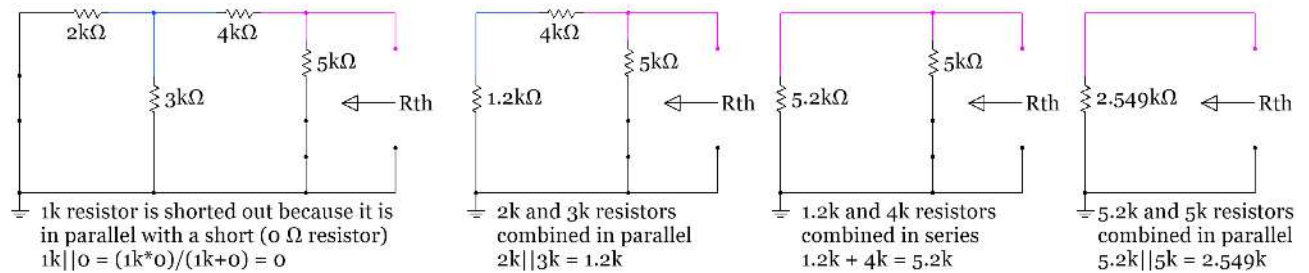 2kΩ
4kΩ
5kΩ
3kΩ
Rth
1k resistor is shorted out because it is
in parallel with a short (0 Ω resistor)
1k||0 = (1k*0)/(1k+0) = 0
4kΩ
5kΩ
1.2kΩ
Rth
2k and 3k resistors
combined in parallel
2k||3k = 1.2k
5kΩ
5.2kΩ
Rth
1.2k and 4k resistors
combined in series
1.2k + 4k = 5.2k
2.549kΩ
Rth
5.2k and 5k resistors
combined in parallel
5.2k||5k = 2.549k